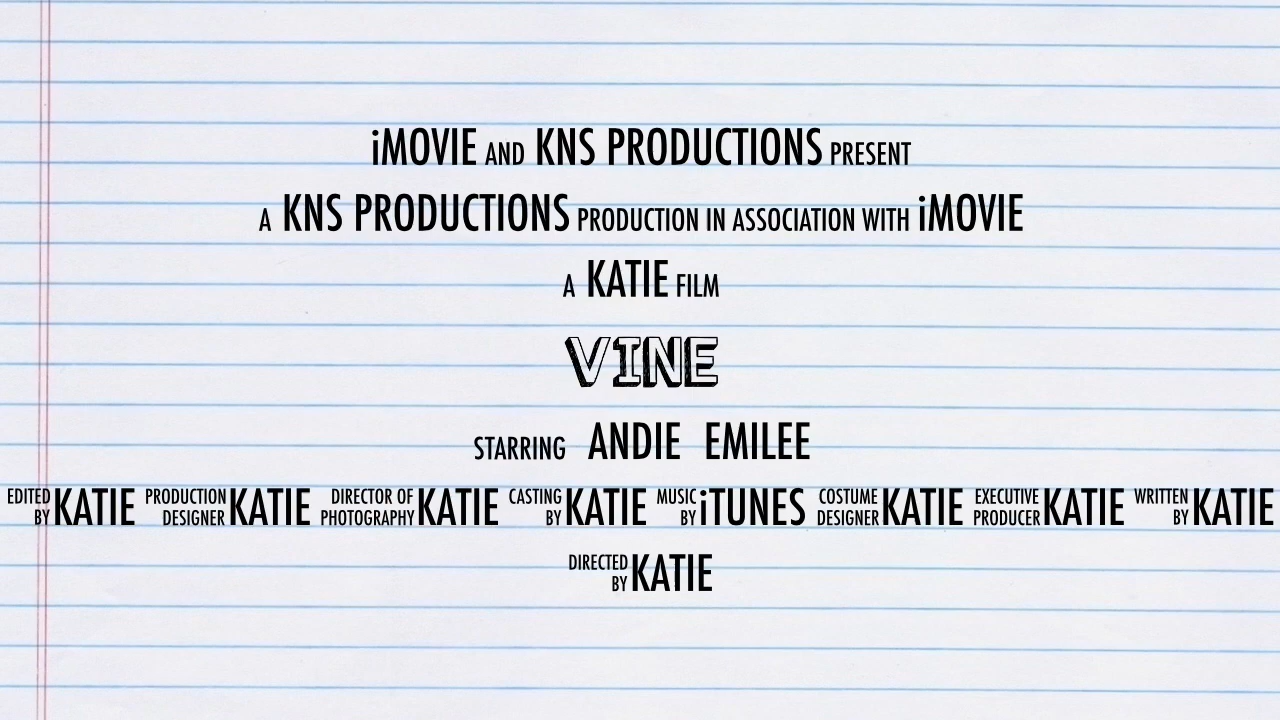 iMOVIE AND KNS PRODUCTIONS PRESENT
A KNS PRODUCTIONS PRODUCTION IN ASSOCIATION WITH iMOVIE
A KATIE FILM
VINE
STARRING ANDIE EMILEE
EDITED BY KATIE PRODUCTION DESIGNER KATIE DIRECTOR OF PHOTOGRAPHY KATIE CASTING BY KATIE MUSIC BY iTUNES COSTUME DESIGNER KATIE EXECUTIVE PRODUCER KATIE WRITTEN BY KATIE
DIRECTED BY KATIE